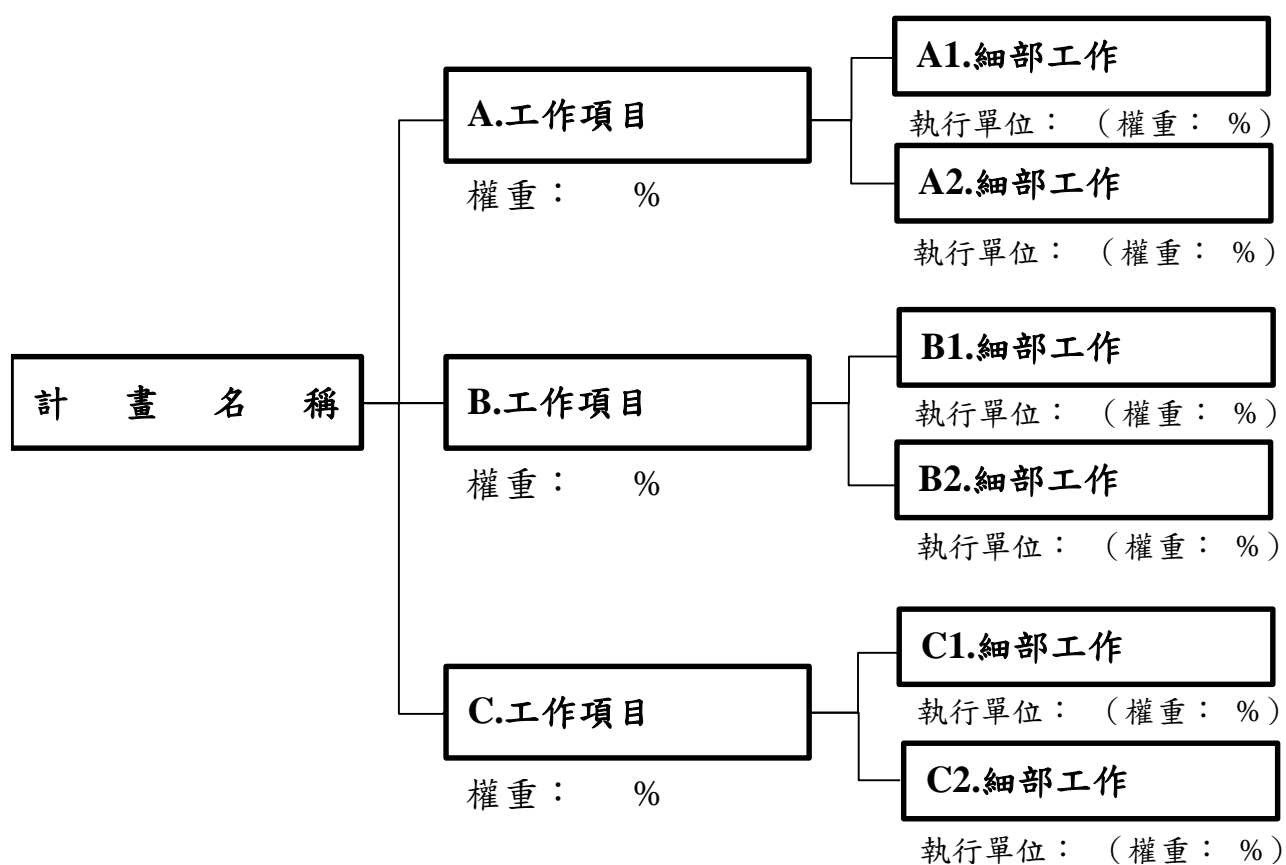 計 畫 名 稱
A.工作項目
權重： %
A1.細部工作
執行單位： （權重： %）
A2.細部工作
執行單位： （權重： %）
B.工作項目
權重： %
B1.細部工作
執行單位： （權重： %）
B2.細部工作
執行單位： （權重： %）
C.工作項目
權重： %
C1.細部工作
執行單位： （權重： %）
C2.細部工作
執行單位： （權重： %）